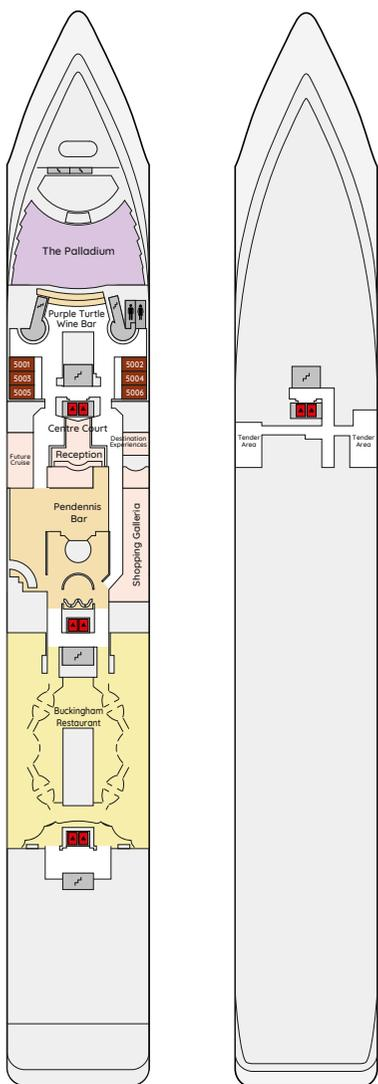 The Palladium
Purple Turtle
Wine Bar
5001
5002
5003
5004
5005
5006
Centre Court
Destination
Experiences
Future
Cruise
Reception
Pendennis
Bar
Shopping Galleria
Buckingham
Restaurant
Tender
Area
Tender
Area